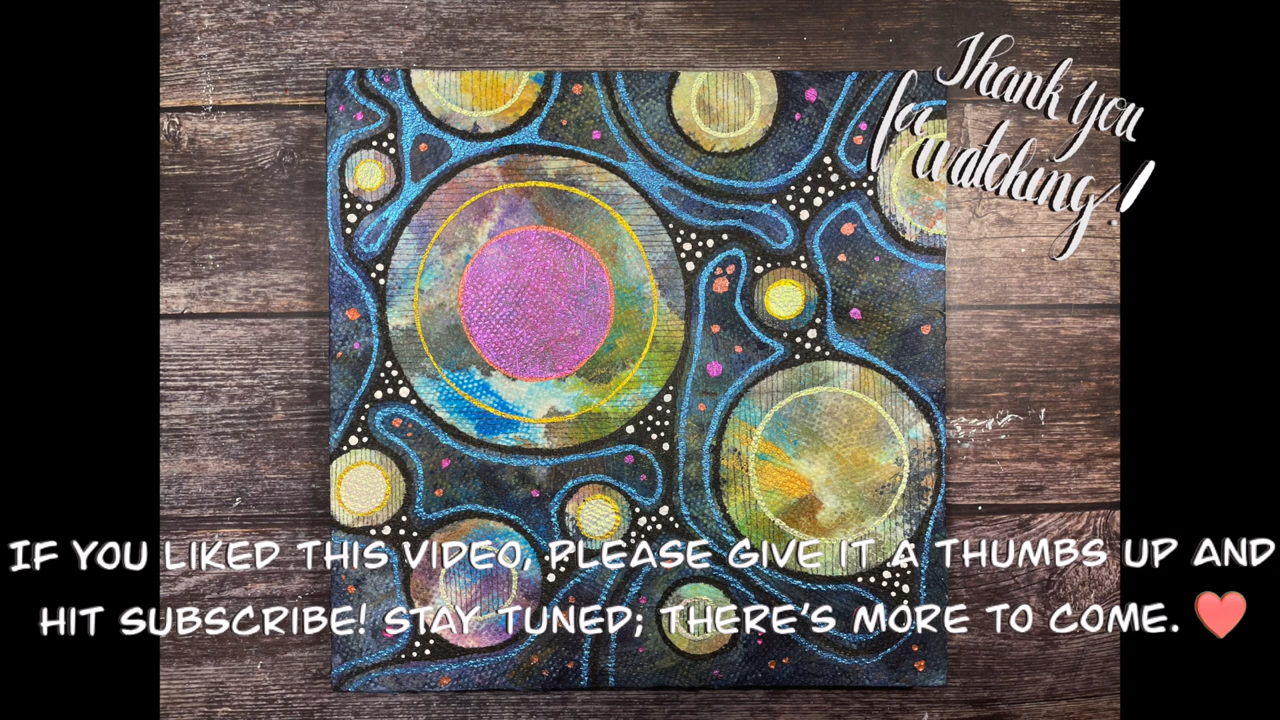 Thank you
for
watching!
IF YOU LIKED THIS VIDEO, PLEASE GIVE IT A THUMBS UP AND
HIT SUBSCRIBE! STAY TUNED; THERE'S MORE TO COME. ❤